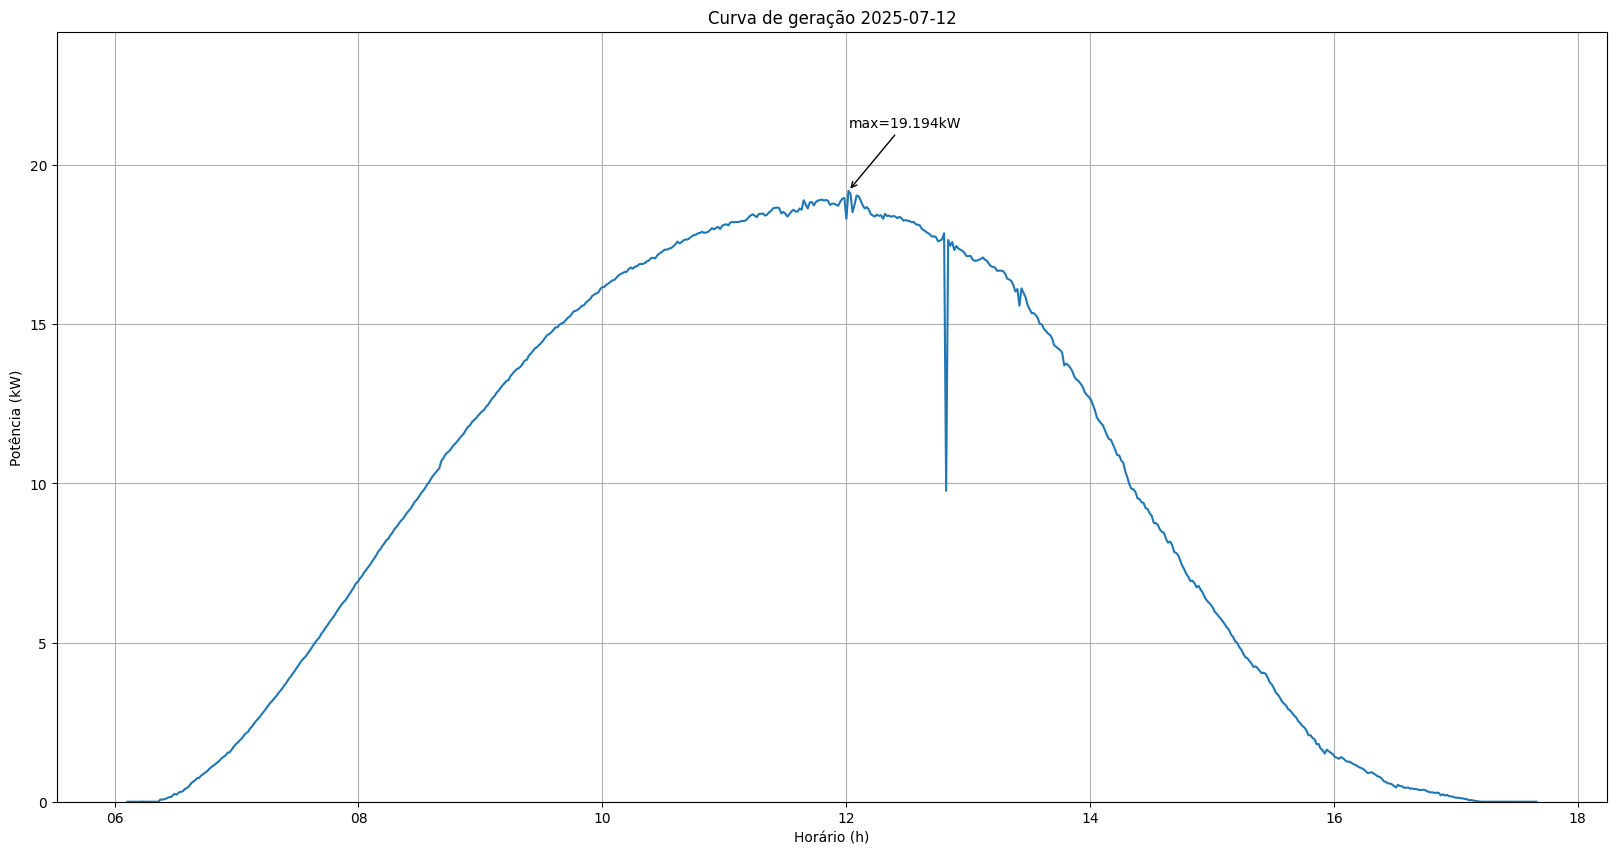 Curva de geração 2025-07-12
max=19.194kW
20
15
10
5
0
Potência (kW)
06 08 10 12 14 16 18
Horário (h)